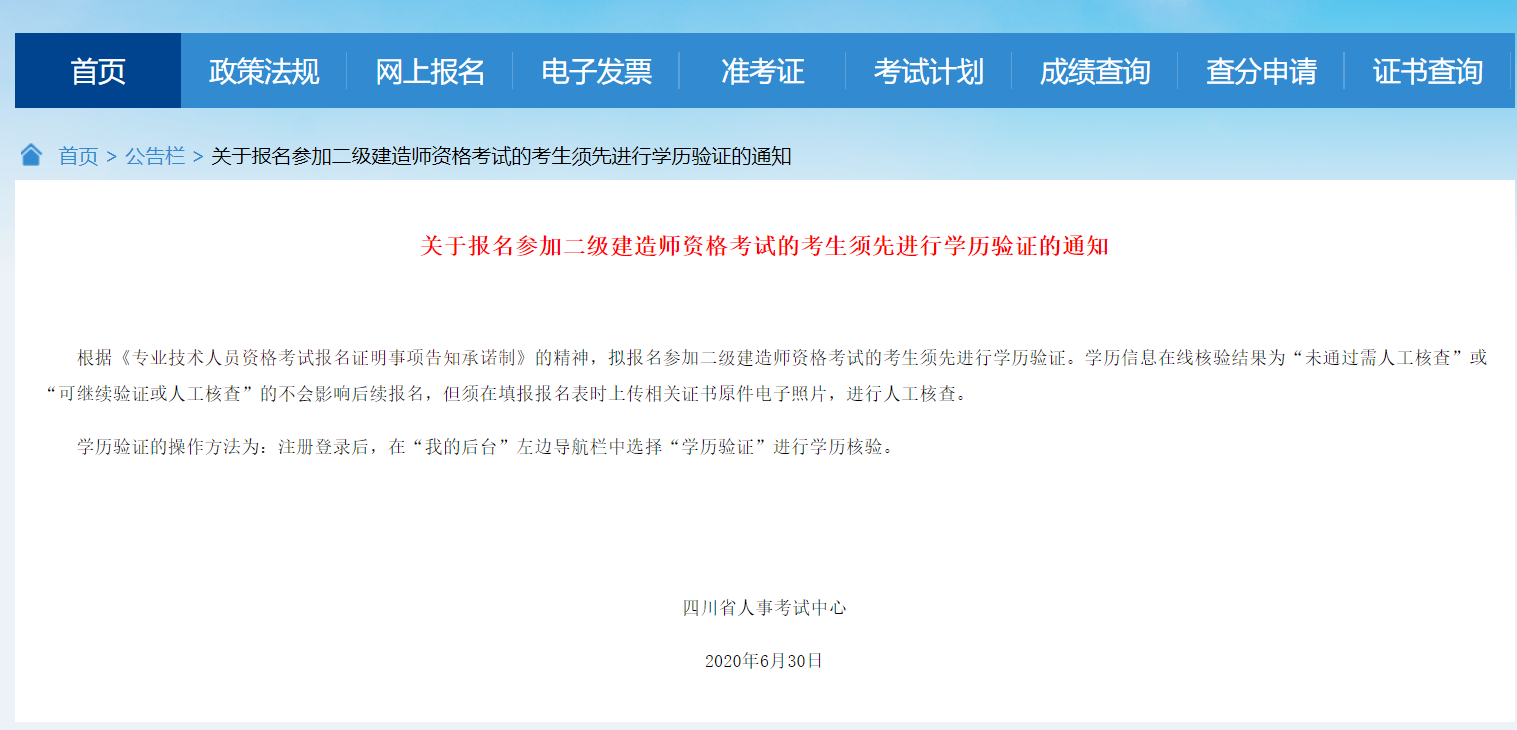 首页 政策法规 网上报名 电子发票 准考证 考试计划 成绩查询 查分申请 证书查询
首页 > 公告栏 > 关于报名参加二级建造师资格考试的考生须先进行学历验证的通知
关于报名参加二级建造师资格考试的考生须先进行学历验证的通知
根据《专业技术人员资格考试报名证明事项告知承诺制》的精神，拟报名参加二级建造师资格考试的考生须先进行学历验证。学历信息在线核验结果为“未通过需人工核查”或
“可继续验证或人工核查”的不会影响后续报名，但须在填报报名表时上传相关证书原件电子照片，进行人工核查。
学历验证的操作方法为：注册登录后，在“我的后台”左边导航栏中选择“学历验证”进行学历核验。
四川省人事考试中心
2020年6月30日